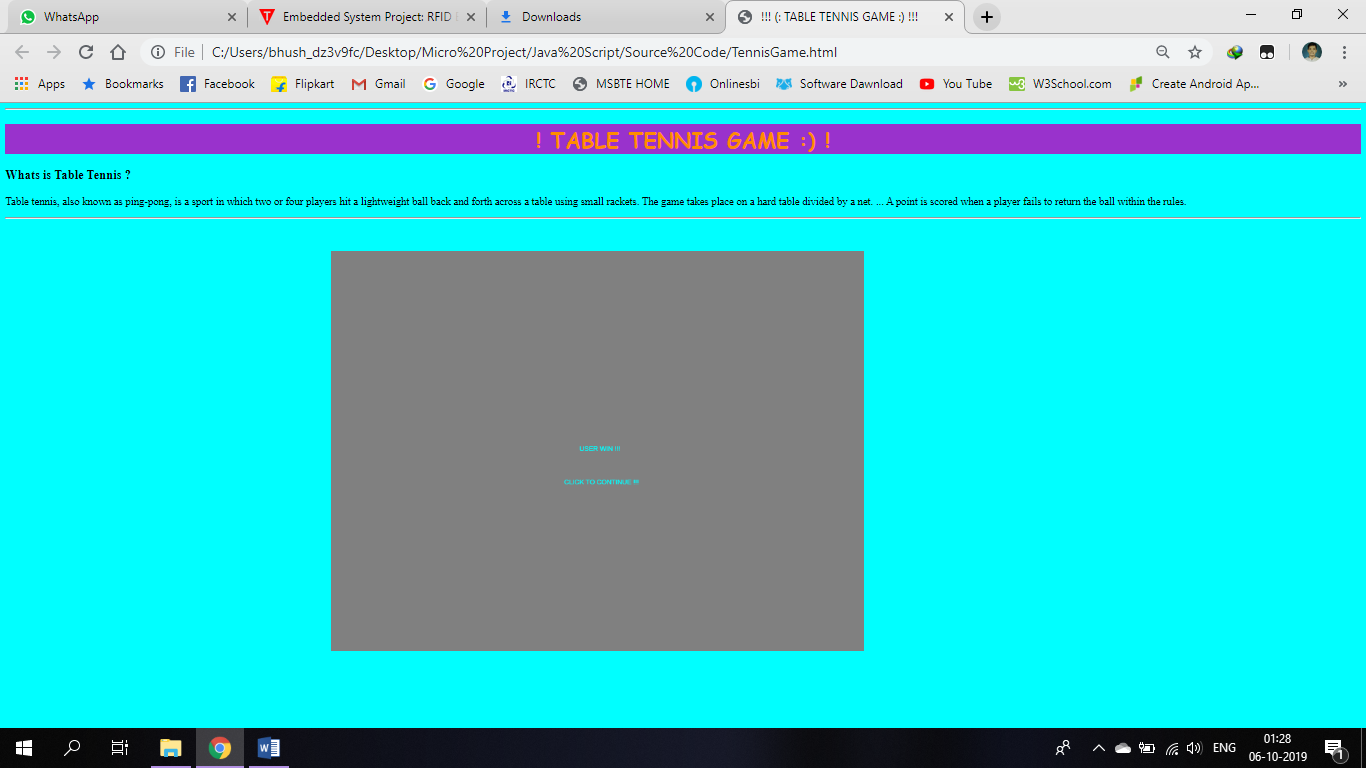 WhatsApp
Embedded System Project: RFID
Downloads
!!! (: TABLE TENNIS GAME :) !!!
File
C:/Users/bhush_dz3v9fc/Desktop/Micro%20Project/Java%20Script/Source%20Code/TennisGame.html
Apps Bookmarks Facebook Flipkart Gmail Google IRCTC MSBTE HOME Onlinesbi Software Dawnload You Tube W3School.com Create Android Ap...
! TABLE TENNIS GAME :) !
Whats is Table Tennis ?
Table tennis, also known as ping-pong, is a sport in which two or four players hit a lightweight ball back and forth across a table using small rackets. The game takes place on a hard table divided by a net. ... A point is scored when a player fails to return the ball within the rules.
USER WIN !!!
CLICK TO CONTINUE !!!!
ENG
01:28
06-10-2019
1